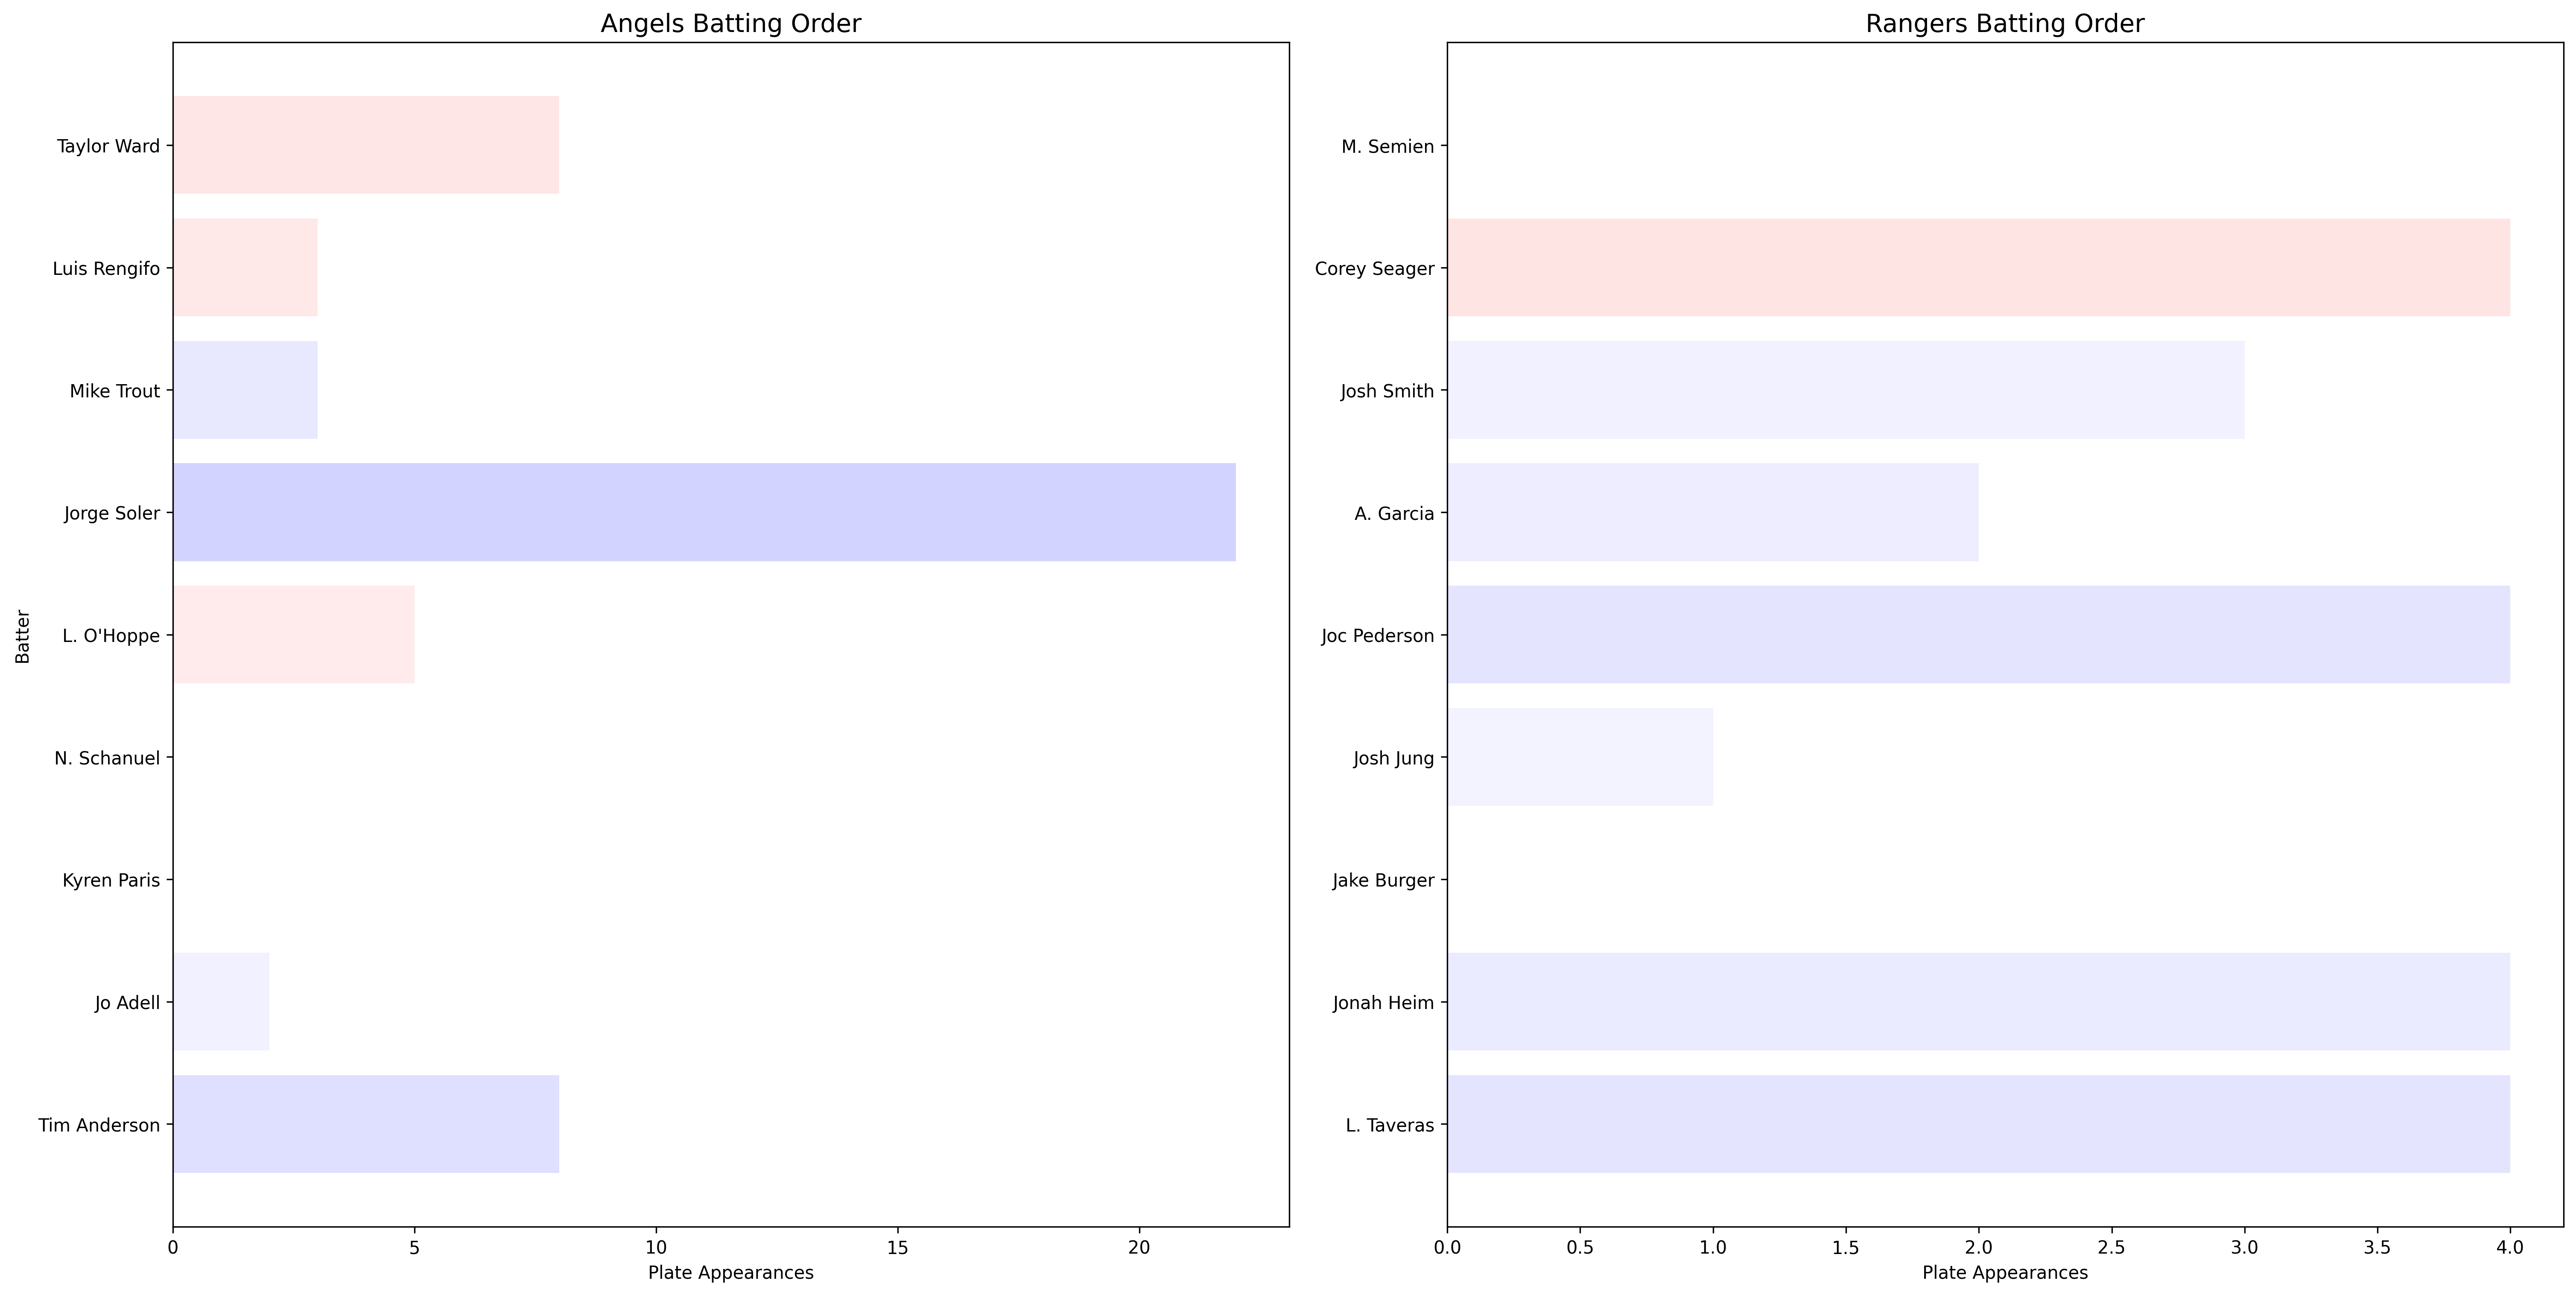 Angels Batting Order
Batter
Taylor Ward
Luis Rengifo
Mike Trout
Jorge Soler
L. O'Hoppe
N. Schanuel
Kyren Paris
Jo Adell
Tim Anderson
0 5 10 15 20
Plate Appearances
Rangers Batting Order
M. Semien
Corey Seager
Josh Smith
A. Garcia
Joc Pederson
Josh Jung
Jake Burger
Jonah Heim
L. Taveras
0.0 0.5 1.0 1.5 2.0 2.5 3.0 3.5 4.0
Plate Appearances